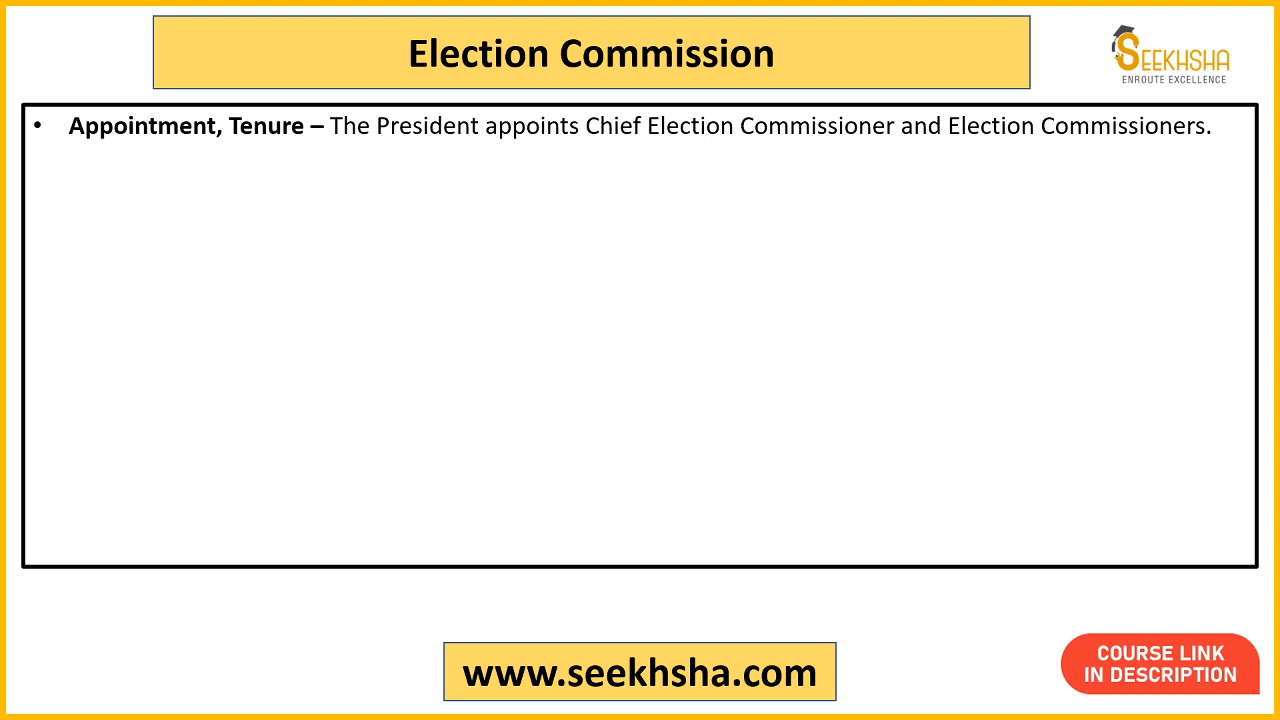 Election Commission
SEEKHSHA
ENROUTE EXCELLENCE
• Appointment, Tenure – The President appoints Chief Election Commissioner and Election Commissioners.
www.seekhsha.com
COURSE LINK
IN DESCRIPTION